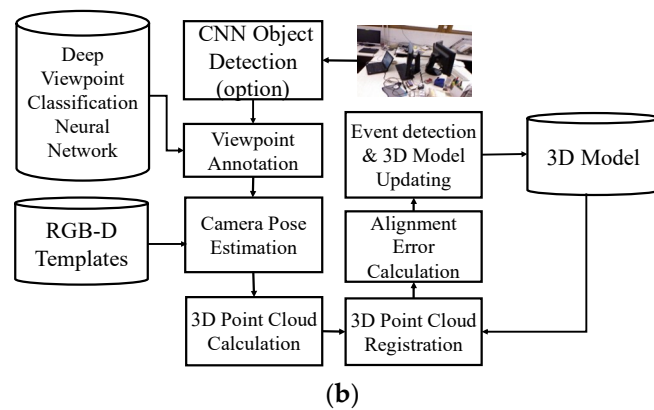 Deep
Viewpoint
Classification
Neural
Network
CNN Object
Detection
(option)
Viewpoint
Annotation
Event detection
& 3D Model
Updating
3D Model
RGB-D
Templates
Camera Pose
Estimation
Alignment
Error
Calculation
3D Point Cloud
Calculation
3D Point Cloud
Registration
(b)